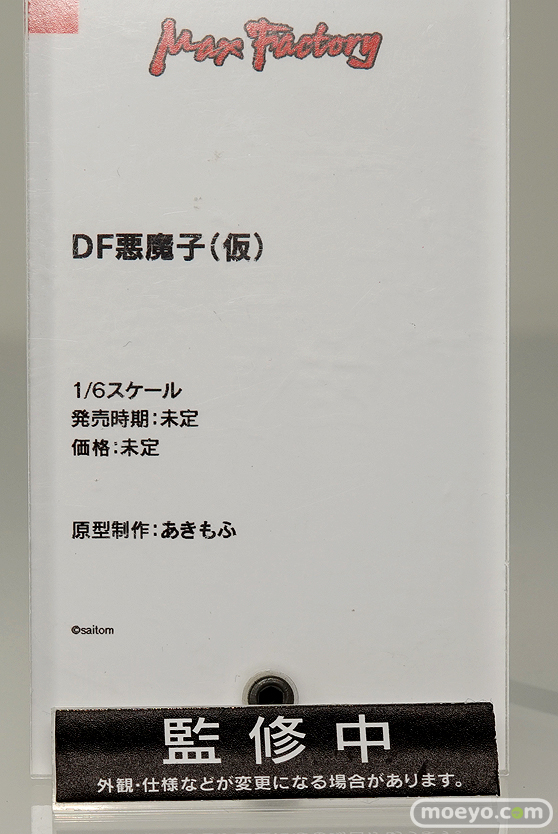 Max Factory
DF悪魔子(仮)
1/6スケール
発売時期:未定
価格:未定
原型制作:あきもふ
©saitom
監修中
外観・仕様などが変更になる場合があります。
moeyo.com